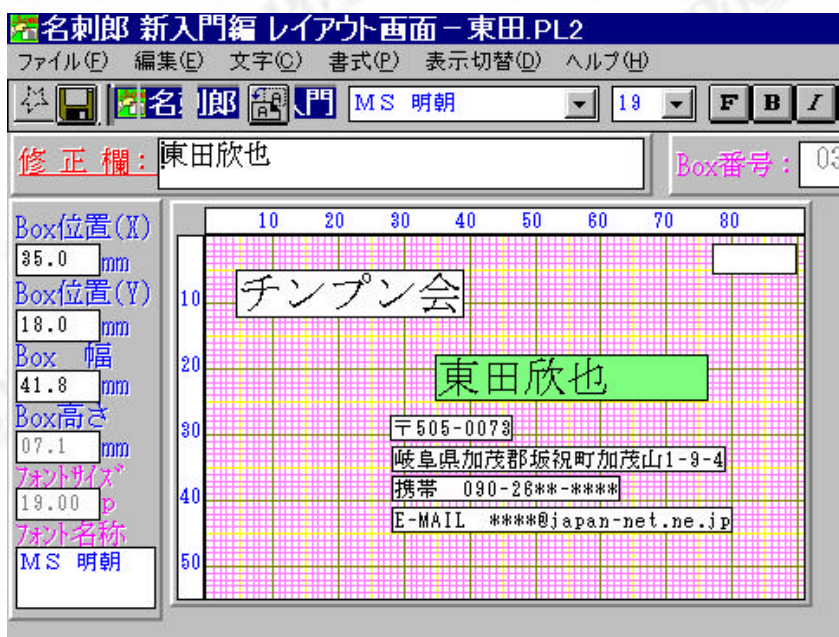 名刺郎 新入門編 レイアウト画面－東田.PL2
ファイル(F) 編集(E) 文字(C) 書式(P) 表示切替(D) ヘルプ(H)
名 郎 門 MS 明朝 19 F B I
修正欄： 東田欣也 Box番号： 03
Box位置(X)
35.0 mm
Box位置(Y)
18.0 mm
Box 幅
41.8 mm
Box高さ
07.1 mm
フォントサイズ
19.00 p
フォント名称
MS 明朝
10 20 30 40 50 60 70 80
10
20
30
40
50
チンプン会
東田欣也
〒505-0073
岐阜県加茂郡坂祝町加茂山1-9-4
携帯 090-26**-****
E-MAIL ****@japan-net.ne.jp